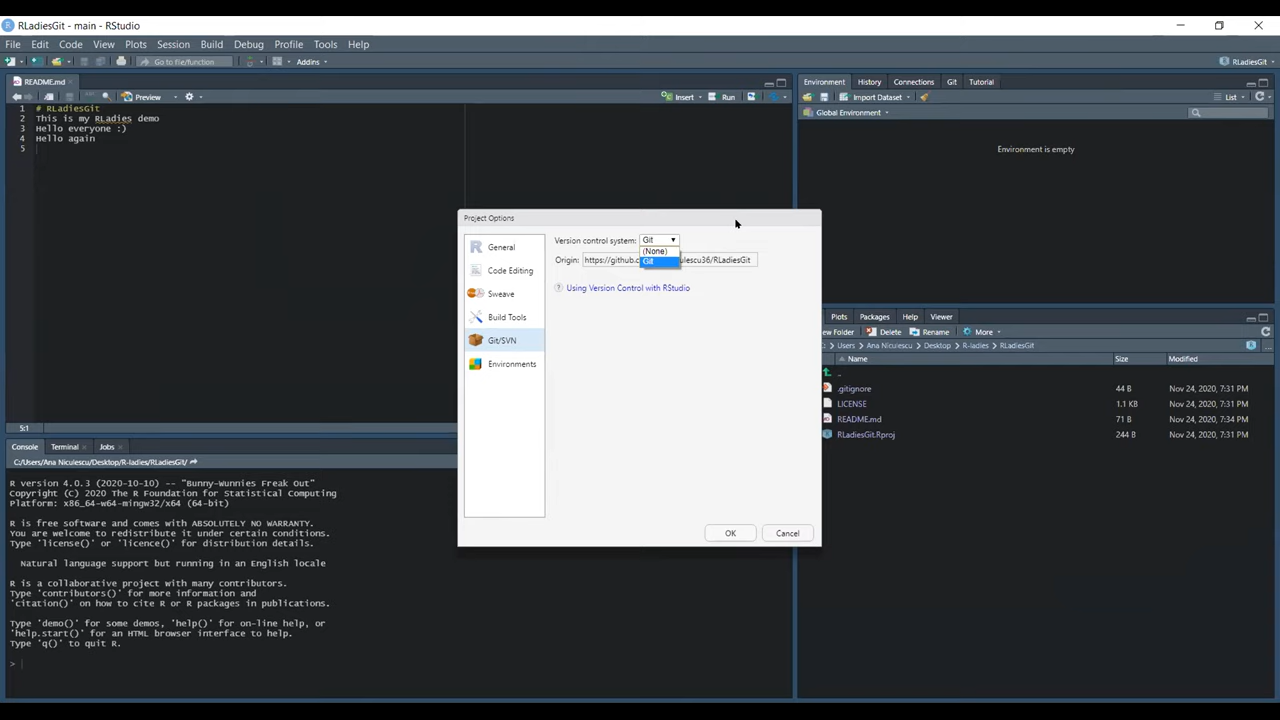 RLadiesGit - main - RStudio
File Edit Code View Plots Session Build Debug Profile Tools Help
Go to file/function Addins RLadiesGit
README.md
Preview Insert Run
1 # RLadiesGit
2 This is my RLadies demo
3 Hello everyone :)
4 Hello again
5
5:1
Environment History Connections Git Tutorial
Import Dataset List
Global Environment
Environment is empty
Project Options
General
Code Editing
Sweave
Build Tools
Git/SVN
Environments
Version control system: Git
(None)
Git
Origin: https://github.c ulescu36/RLadiesGit
Using Version Control with RStudio
OK Cancel
Plots Packages Help Viewer
ew Folder Delete Rename More
Users Ana Niculescu Desktop R-ladies RLadiesGit
Name Size Modified
..
.gitignore 44 B Nov 24, 2020, 7:31 PM
LICENSE 1.1 KB Nov 24, 2020, 7:31 PM
README.md 71 B Nov 24, 2020, 7:34 PM
RLadiesGit.Rproj 244 B Nov 24, 2020, 7:31 PM
Console Terminal Jobs
C:/Users/Ana Niculescu/Desktop/R-ladies/RLadiesGit/
R version 4.0.3 (2020-10-10) -- "Bunny-Wunnies Freak Out"
Copyright (C) 2020 The R Foundation for Statistical Computing
Platform: x86_64-w64-mingw32/x64 (64-bit)
R is free software and comes with ABSOLUTELY NO WARRANTY.
You are welcome to redistribute it under certain conditions.
Type 'license()' or 'licence()' for distribution details.
Natural language support but running in an English locale
R is a collaborative project with many contributors.
Type 'contributors()' for more information and
'citation()' on how to cite R or R packages in publications.
Type 'demo()' for some demos, 'help()' for on-line help, or
'help.start()' for an HTML browser interface to help.
Type 'q()' to quit R.
>